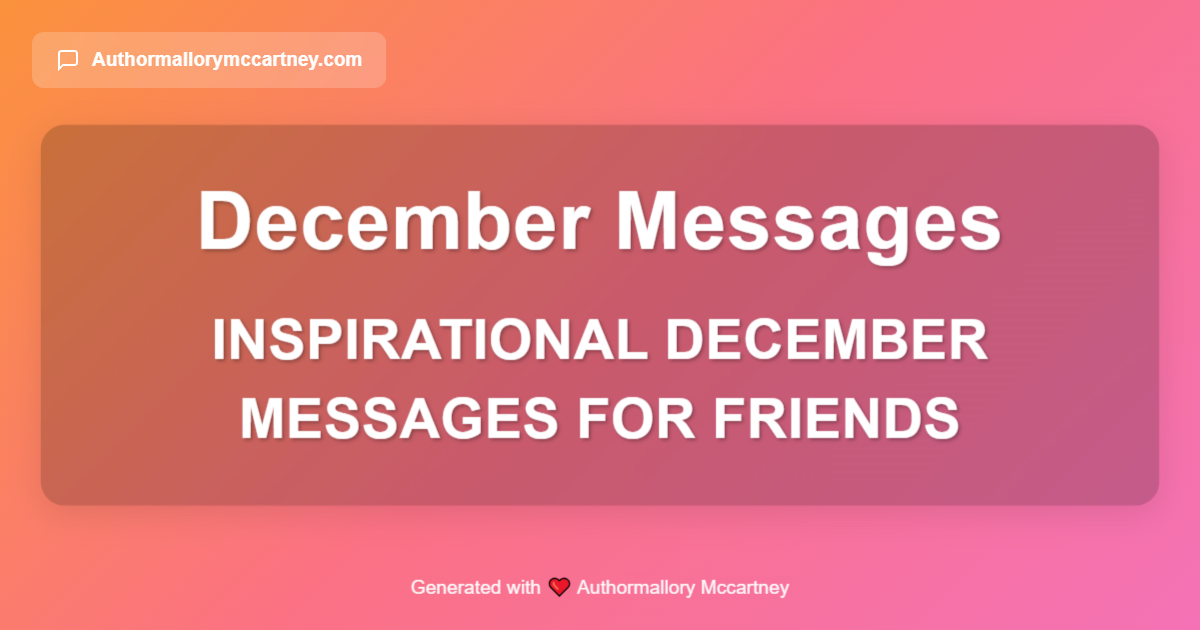 Authormallorymccartney.com
December Messages
INSPIRATIONAL DECEMBER
MESSAGES FOR FRIENDS
Generated with ❤️ Authormallory Mccartney